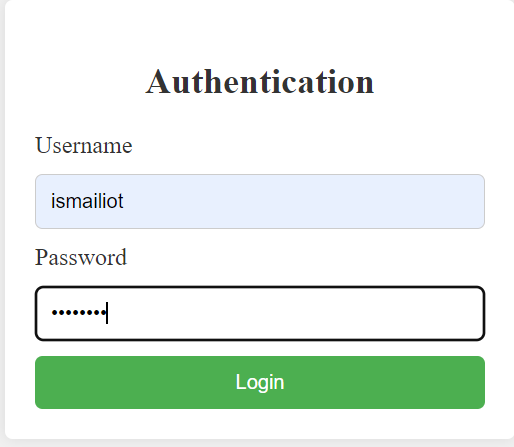 Authentication
Username
ismailiot
Password
••••••••
Login